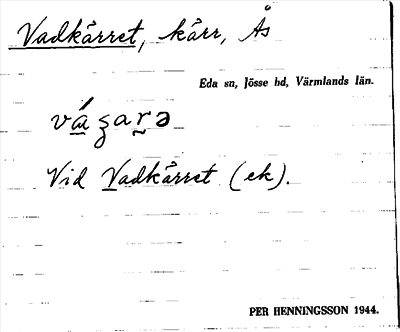 Vadkärret, kärr, Ås
Eda sn, Jösse hd, Värmlands län.
Vid Vadkärret (ek).
PER HENNINGSSON 1944.